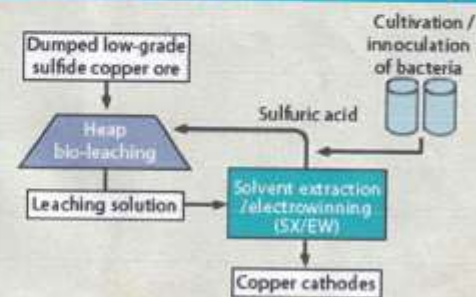 Cultivation /
innoculation
of bacteria
Dumped low-grade
sulfide copper ore
Sulfuric acid
Heap
bio-leaching
Leaching solution
Solvent extraction
/electrowinning
(SX/EW)
Copper cathodes